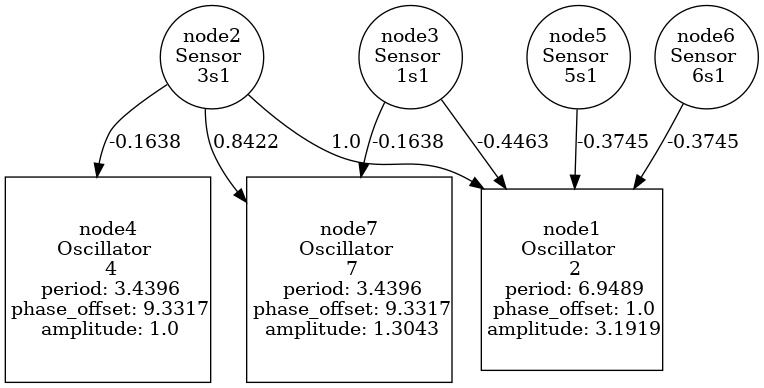 node2
Sensor
3s1
node3
Sensor
1s1
node5
Sensor
5s1
node6
Sensor
6s1
-0.1638
0.8422
1.0
-0.1638
-0.4463
-0.3745
-0.3745
node4
Oscillator
4
period: 3.4396
phase_offset: 9.3317
amplitude: 1.0
node7
Oscillator
7
period: 3.4396
phase_offset: 9.3317
amplitude: 1.3043
node1
Oscillator
2
period: 6.9489
phase_offset: 1.0
amplitude: 3.1919